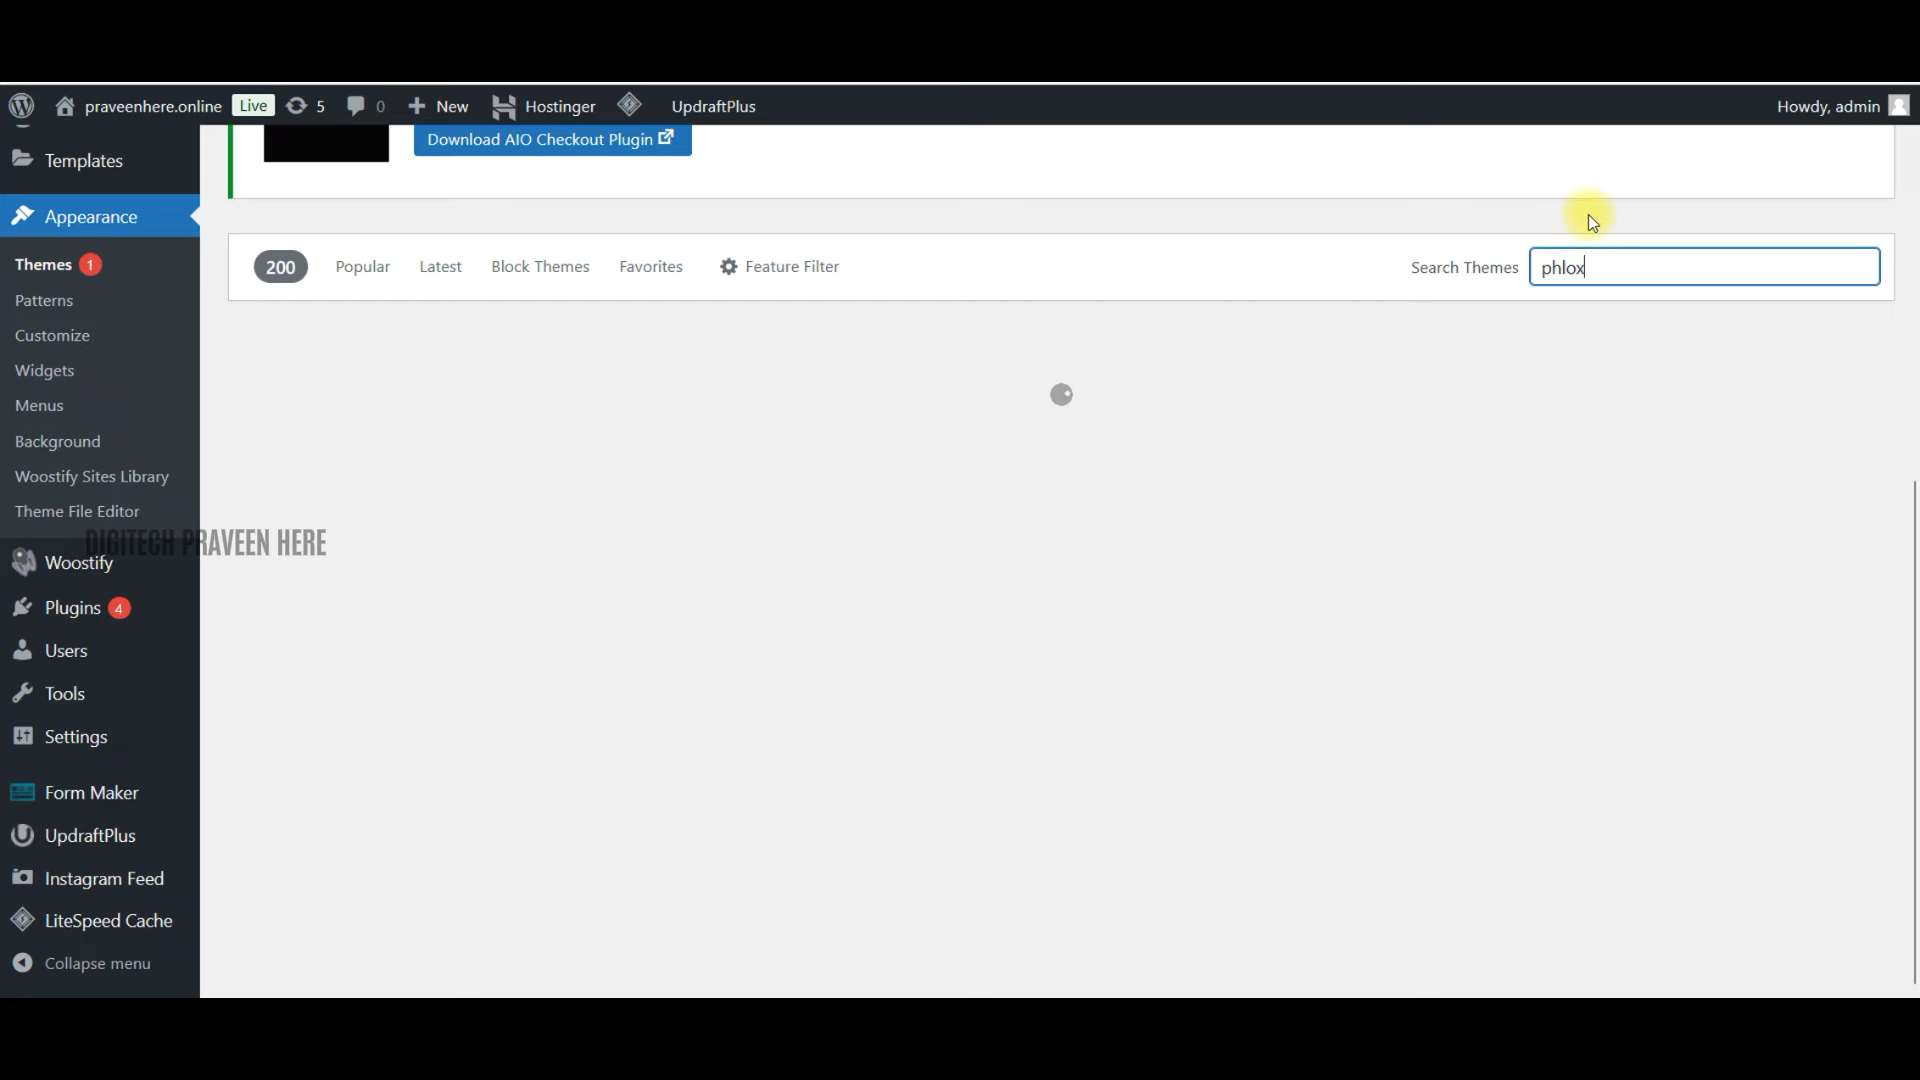 praveenhere.online Live 5 0 New Hostinger UpdraftPlus Howdy, admin
Download AIO Checkout Plugin
Templates
Appearance
200 Popular Latest Block Themes Favorites Feature Filter Search Themes phlox
Themes 1
Patterns
Customize
Widgets
Menus
Background
Woostify Sites Library
Theme File Editor
DIGITECH PRAVEEN HERE
Woostify
Plugins 4
Users
Tools
Settings
Form Maker
UpdraftPlus
Instagram Feed
LiteSpeed Cache
Collapse menu